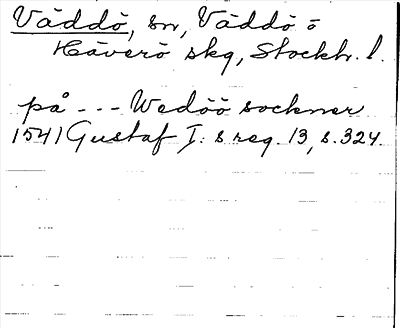 Väddö, sn, Väddö o
Häverö skg, Stockh. l.
på --- Wedöö sockner
1541 Gustaf I:s reg. 13, s. 324.